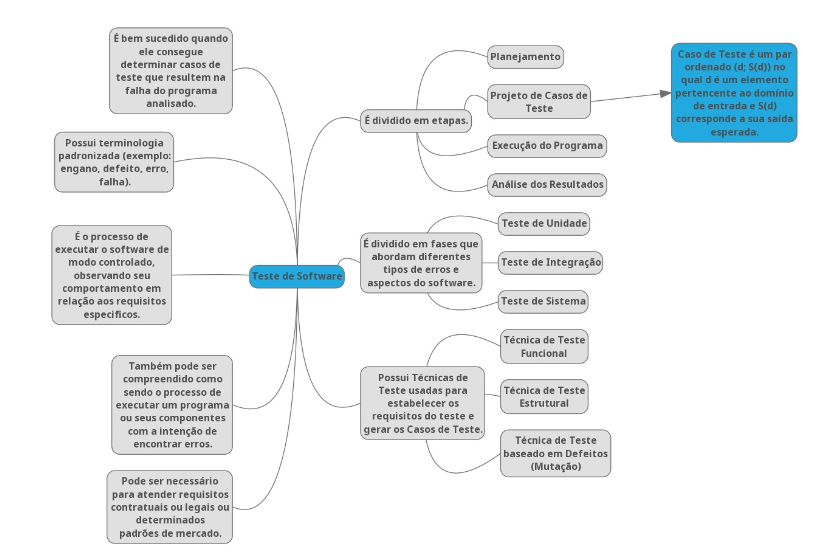 É bem sucedido quando
ele consegue
determinar casos de
teste que resultem na
falha do programa
analisado.
Possui terminologia
padronizada (exemplo:
engano, defeito, erro,
falha).
É o processo de
executar o software de
modo controlado,
observando seu
comportamento em
relação aos requisitos
especificos.
Também pode ser
compreendido como
sendo o processo de
executar um programa
ou seus componentes
com a intenção de
encontrar erros.
Pode ser necessário
para atender requisitos
contratuais ou legais ou
determinados
padrões de mercado.
Teste de Software
É dividido em etapas.
Planejamento
Projeto de Casos de
Teste
Execução do Programa
Análise dos Resultados
Caso de Teste é um par
ordenado (d; S(d)) no
qual d é um elemento
pertencente ao domínio
de entrada e S(d)
corresponde a sua saída
esperada.
É dividido em fases que
abordam diferentes
tipos de erros e
aspectos do software.
Teste de Unidade
Teste de Integração
Teste de Sistema
Possui Técnicas de
Teste usadas para
estabelecer os
requisitos do teste e
gerar os Casos de Teste.
Técnica de Teste
Funcional
Técnica de Teste
Estrutural
Técnica de Teste
baseado em Defeitos
(Mutação)